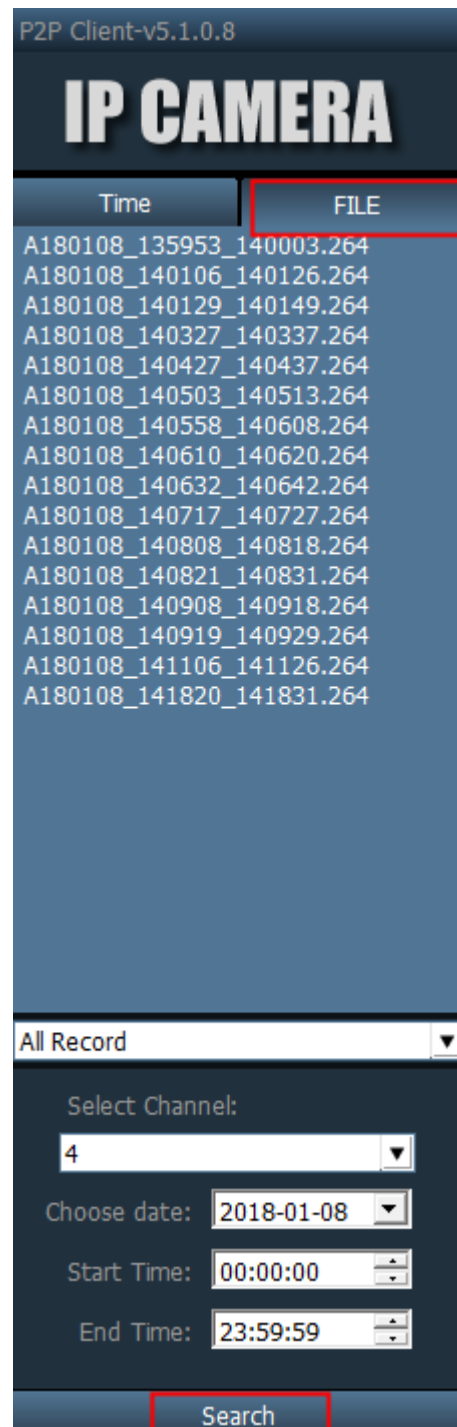 P2P Client-v5.1.0.8
IP CAMERA
Time FILE
A180108_135953_140003.264
A180108_140106_140126.264
A180108_140129_140149.264
A180108_140327_140337.264
A180108_140427_140437.264
A180108_140503_140513.264
A180108_140558_140608.264
A180108_140610_140620.264
A180108_140632_140642.264
A180108_140717_140727.264
A180108_140808_140818.264
A180108_140821_140831.264
A180108_140908_140918.264
A180108_140919_140929.264
A180108_141106_141126.264
A180108_141820_141831.264
All Record
Select Channel:
4
Choose date: 2018-01-08
Start Time: 00:00:00
End Time: 23:59:59
Search